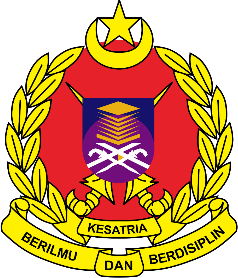 KESATRIA
BERILMU DAN BERDISIPLIN